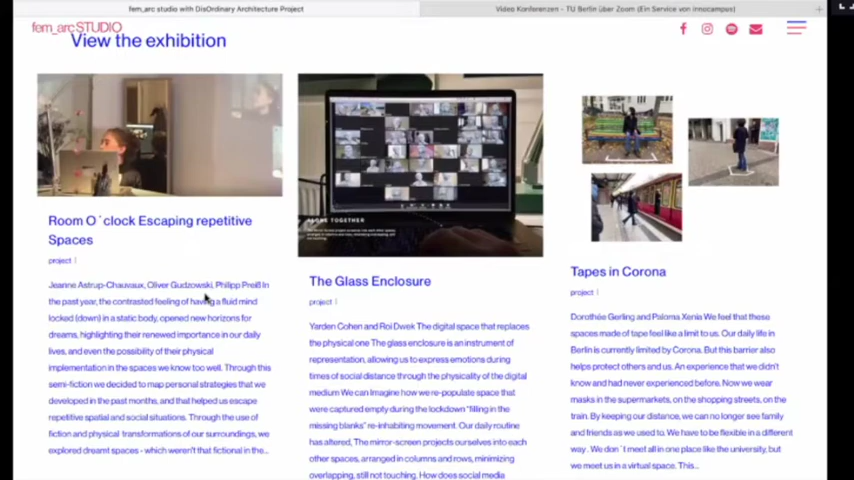 fem_arc studio with DisOrdinary Architecture Project
Video Konferenzen - TU Berlin über Zoom (Ein Service von innocampus)
fem_arc STUDIO
View the exhibition
Room O`clock Escaping repetitive
Spaces
project
Jeanne Astrup-Chauvaux, Oliver Gudzowski, Philipp Preiß In
the past year, the contrasted feeling of having a fluid mind
locked (down) in a static body, opened new horizons for
dreams, highlighting their renewed importance in our daily
lives, and even the possibility of their physical
implementation in the spaces we know too well. Through this
semi-fiction we decided to map personal strategies that we
developed in the past months, and that helped us escape
repetitive spatial and social situations. Through the use of
fiction and physical transformations of our surroundings, we
explored dreamt spaces - which weren't that fictional in the...
ALONE TOGETHER
The Glass Enclosure
project
Yarden Cohen and Roi Dwek The digital space that replaces
the physical one The glass enclosure is an instrument of
representation, allowing us to express emotions during
times of social distance through the physicality of the digital
medium We can Imagine how we re-populate space that
were captured empty during the lockdown "filling in the
missing blanks" re-inhabiting movement. Our daily routine
has altered, The mirror-screen projects ourselves into each
other spaces, arranged in columns and rows, minimizing
overlapping, still not touching. How does social media
Tapes in Corona
project
Dorothée Gerling and Paloma Xenia We feel that these
spaces made of tape feel like a limit to us. Our daily life in
Berlin is currently limited by Corona. But this barrier also
helps protect others and us. An experience that we didn't
know and had never experienced before. Now we wear
masks in the supermarkets, on the shopping streets, on the
train. By keeping our distance, we can no longer see family
and friends as we used to. We have to be flexible in a different
way . We don`t meet all in one place like the university, but
we meet us in a virtual space. This...